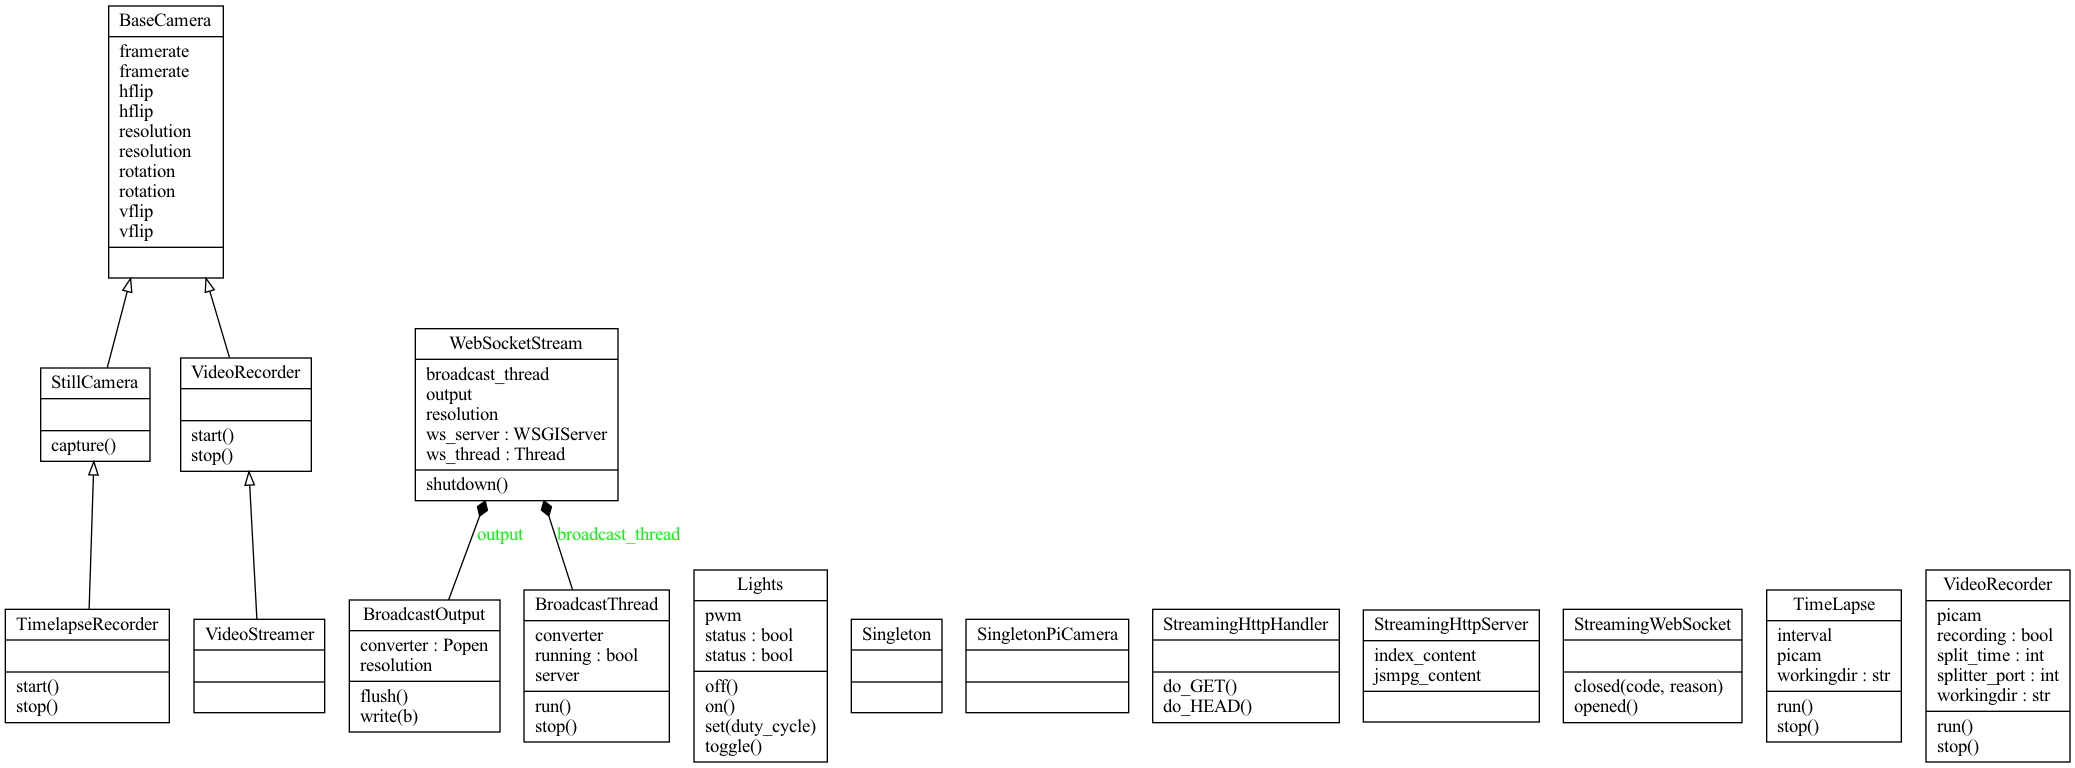 BaseCamera
framerate
framerate
hflip
hflip
resolution
resolution
rotation
rotation
vflip
vflip
StillCamera
capture()
VideoRecorder
start()
stop()
WebSocketStream
broadcast_thread
output
resolution
ws_server : WSGIServer
ws_thread : Thread
shutdown()
output
broadcast_thread
TimelapseRecorder
start()
stop()
VideoStreamer
BroadcastOutput
converter : Popen
resolution
flush()
write(b)
BroadcastThread
converter
running : bool
server
run()
stop()
Lights
pwm
status : bool
status : bool
off()
on()
set(duty_cycle)
toggle()
Singleton
SingletonPiCamera
StreamingHttpHandler
do_GET()
do_HEAD()
StreamingHttpServer
index_content
jsmpg_content
StreamingWebSocket
closed(code, reason)
opened()
TimeLapse
interval
picam
workingdir : str
run()
stop()
VideoRecorder
picam
recording : bool
split_time : int
splitter_port : int
workingdir : str
run()
stop()